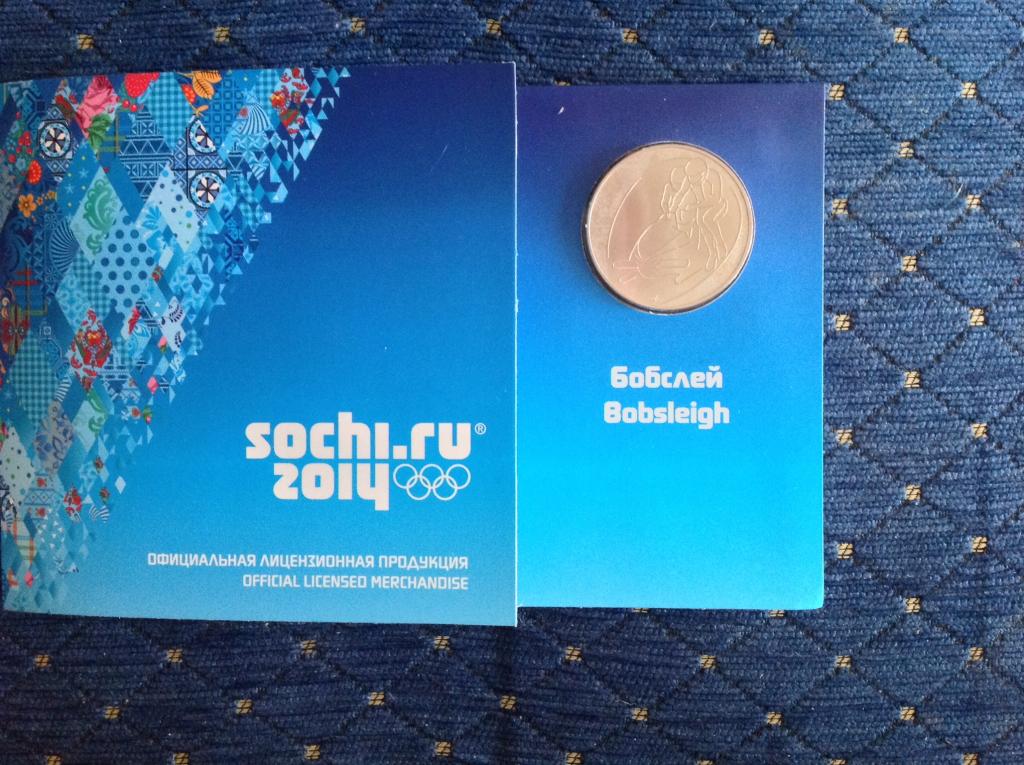 sochi.ru®
2014
ОФИЦИАЛЬНАЯ ЛИЦЕНЗИОННАЯ ПРОДУКЦИЯ
OFFICIAL LICENSED MERCHANDISE
Бобслей
Bobsleigh